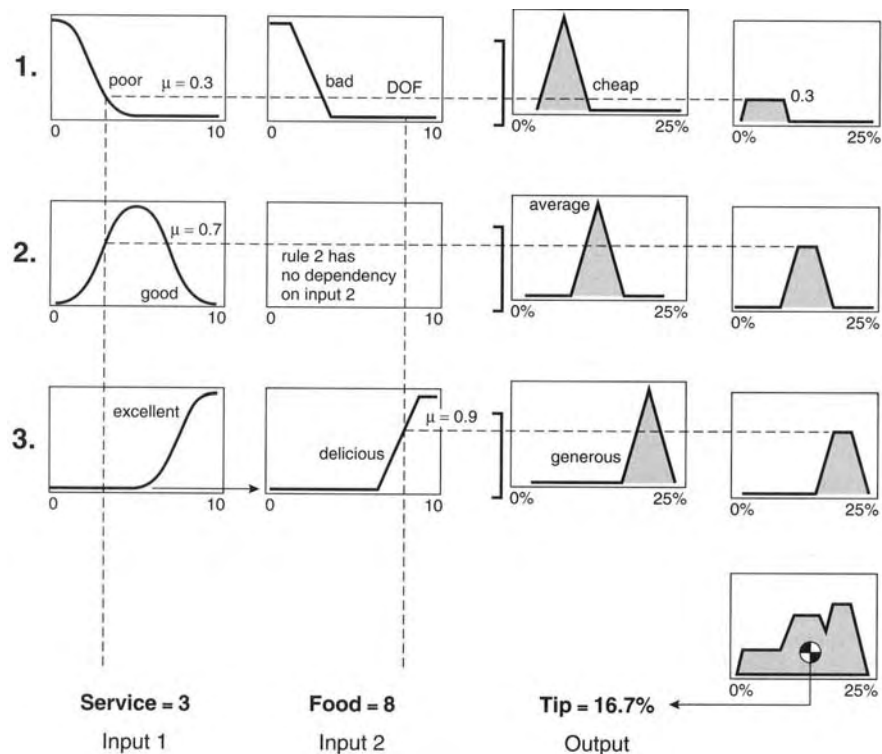 1.
poor
μ = 0.3
0
10
bad
DOF
0
10
cheap
0%
25%
0.3
0%
25%
2.
μ = 0.7
good
0
10
rule 2 has
no dependency
on input 2
0
10
average
0%
25%
0%
25%
3.
excellent
0
10
delicious
μ = 0.9
0
10
generous
0%
25%
0%
25%
0%
25%
Service = 3
Food = 8
Tip = 16.7%
Input 1
Input 2
Output